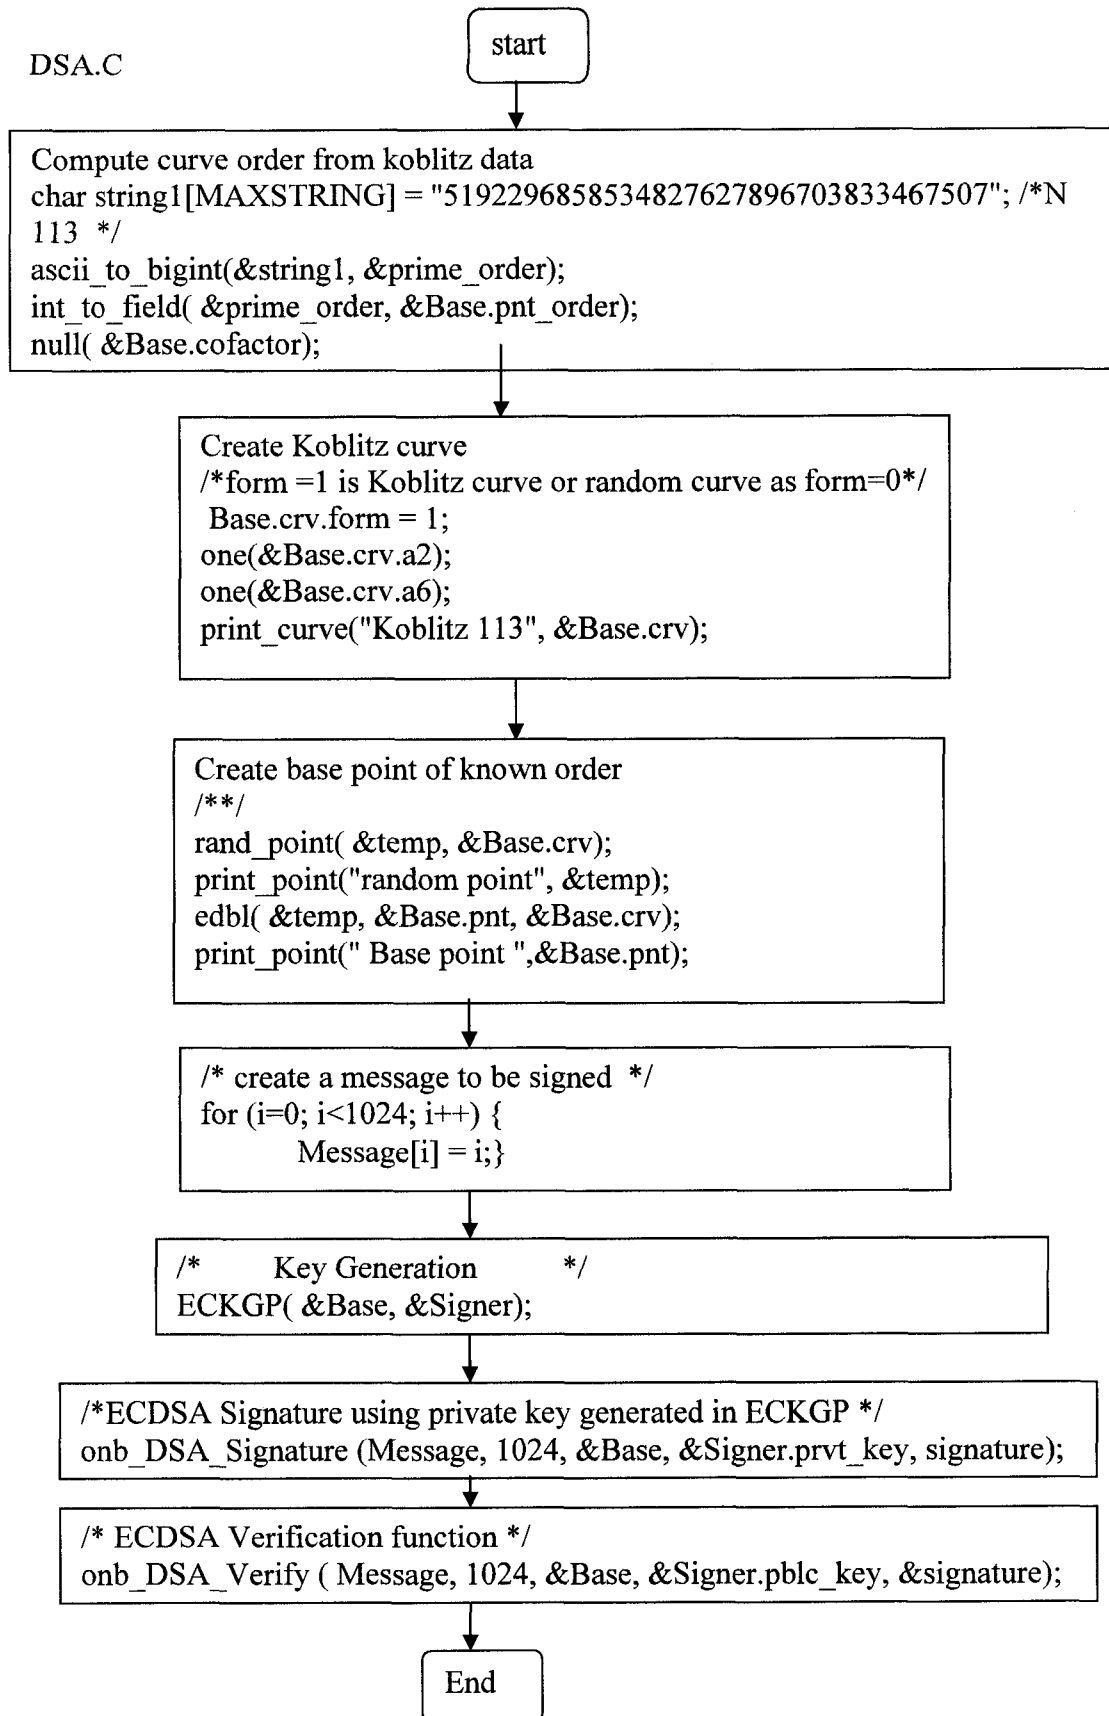 start
DSA.C
Compute curve order from koblitz data
char string1[MAXSTRING] = "5192296858534827627896703833467507"; /*N
113 */
ascii_to_bigint(&string1, &prime_order);
int_to_field( &prime_order, &Base.pnt_order);
null( &Base.cofactor);
Create Koblitz curve
/*form =1 is Koblitz curve or random curve as form=0*/
Base.crv.form = 1;
one(&Base.crv.a2);
one(&Base.crv.a6);
print_curve("Koblitz 113", &Base.crv);
Create base point of known order
/**/
rand_point( &temp, &Base.crv);
print_point("random point", &temp);
edbl( &temp, &Base.pnt, &Base.crv);
print_point(" Base point ",&Base.pnt);
/* create a message to be signed */
for (i=0; i<1024; i++) {
Message[i] = i;}
/* Key Generation */
ECKGP( &Base, &Signer);
/*ECDSA Signature using private key generated in ECKGP */
onb_DSA_Signature (Message, 1024, &Base, &Signer.prvt_key, signature);
/* ECDSA Verification function */
onb_DSA_Verify ( Message, 1024, &Base, &Signer.pblc_key, &signature);
End